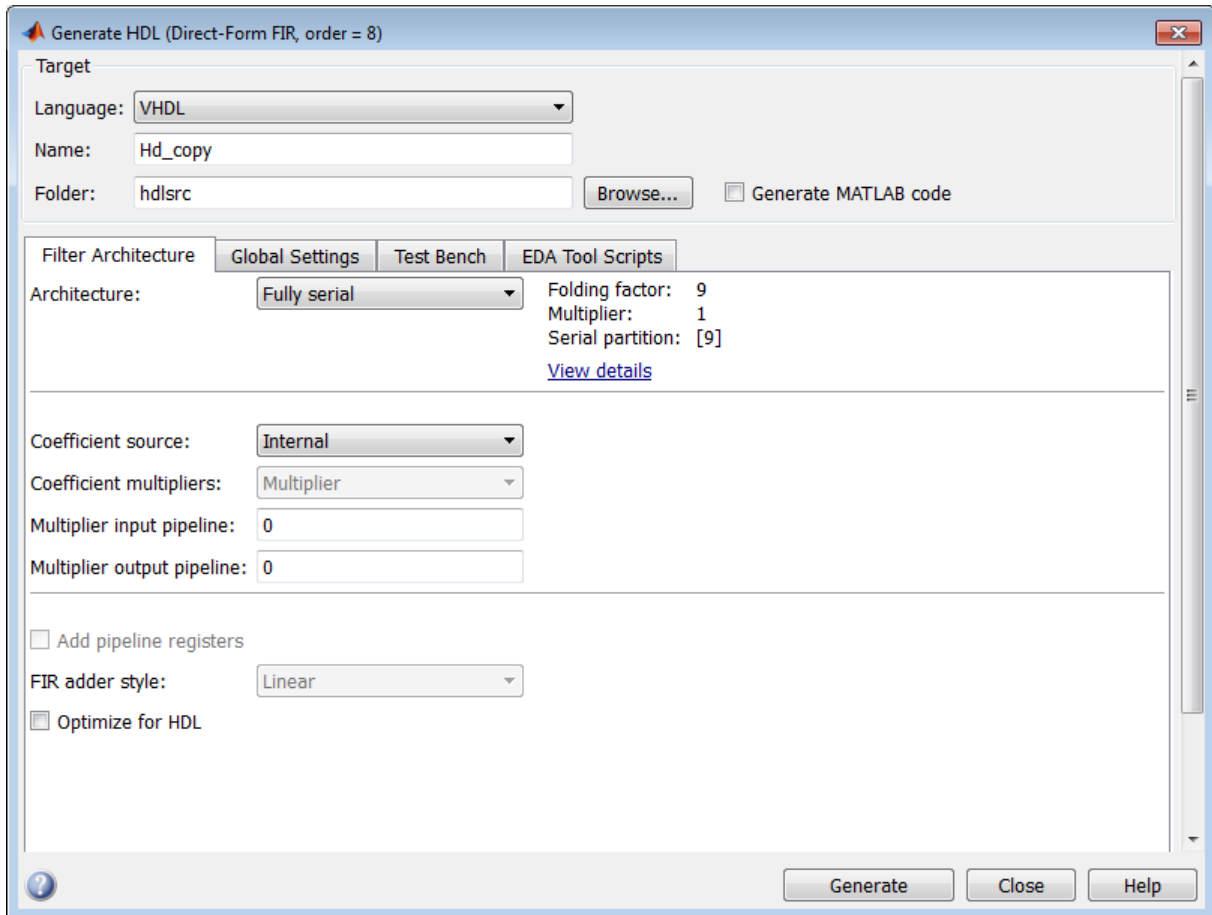 Generate HDL (Direct-Form FIR, order = 8)
Target
Language: VHDL
Name: Hd_copy
Folder: hdlsrc Browse... Generate MATLAB code
Filter Architecture Global Settings Test Bench EDA Tool Scripts
Architecture: Fully serial Folding factor: 9
Multiplier: 1
Serial partition: [9]
View details
Coefficient source: Internal
Coefficient multipliers: Multiplier
Multiplier input pipeline: 0
Multiplier output pipeline: 0
Add pipeline registers
FIR adder style: Linear
Optimize for HDL
? Generate Close Help